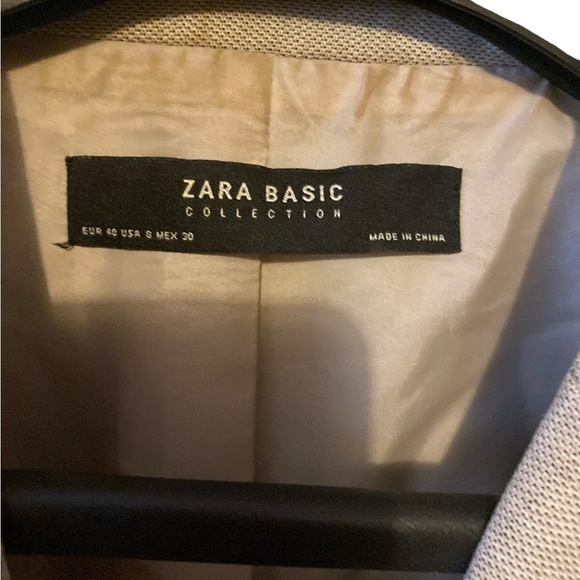 ZARA BASIC
COLLECTION
EUR 40 USA 8 MEX 30
MADE IN CHINA